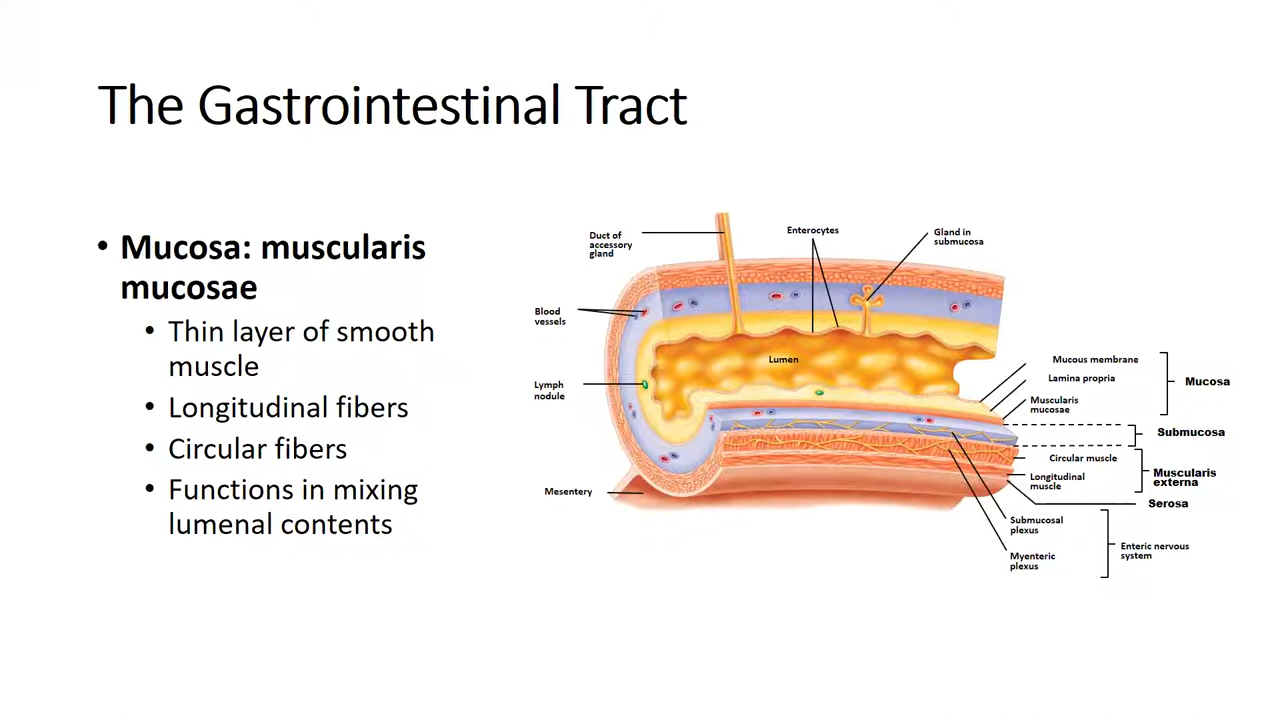 The Gastrointestinal Tract
• Mucosa: muscularis
mucosae
• Thin layer of smooth
muscle
• Longitudinal fibers
• Circular fibers
• Functions in mixing
lumenal contents
Duct of
accessory
gland
Enterocytes
Gland in
submucosa
Blood
vessels
Lumen
Lymph
nodule
Mucous membrane
Lamina propria
Muscularis
mucosae
Mucosa
Submucosa
Circular muscle
Longitudinal
muscle
Muscularis
externa
Mesentery
Serosa
Submucosal
plexus
Myenteric
plexus
Enteric nervous
system